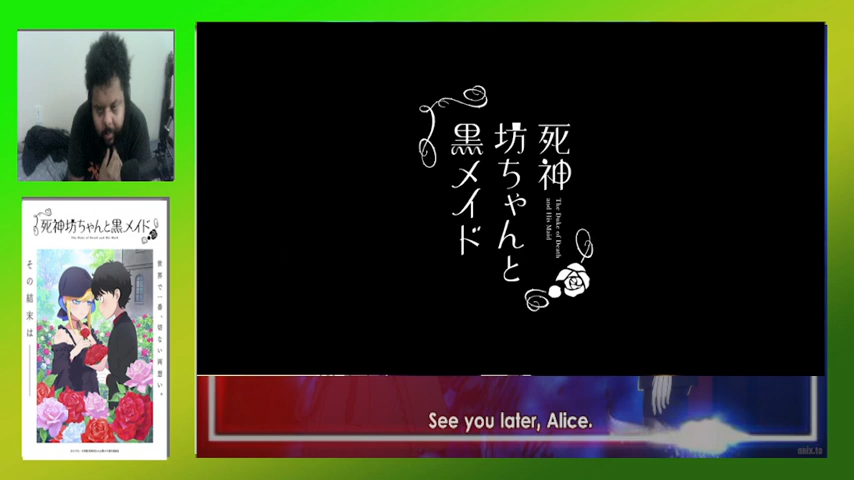 死神坊ちゃんと黒メイド
The Duke of Death and His Maid
世界で一番、切ない両想い。
その結末は
死神
坊ちゃんと
黒メイド
The Duke of Death
and His Maid
See you later, Alice.
anix.to